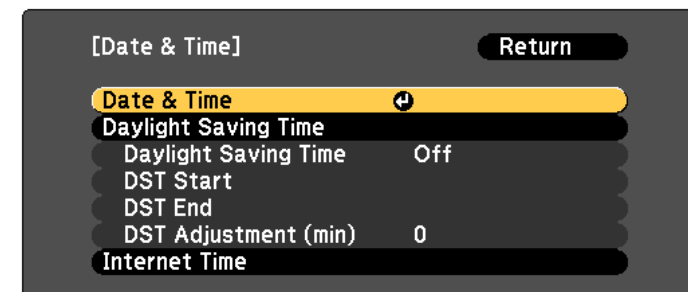 [Date & Time] Return
Date & Time
Daylight Saving Time
Daylight Saving Time Off
DST Start
DST End
DST Adjustment (min) 0
Internet Time